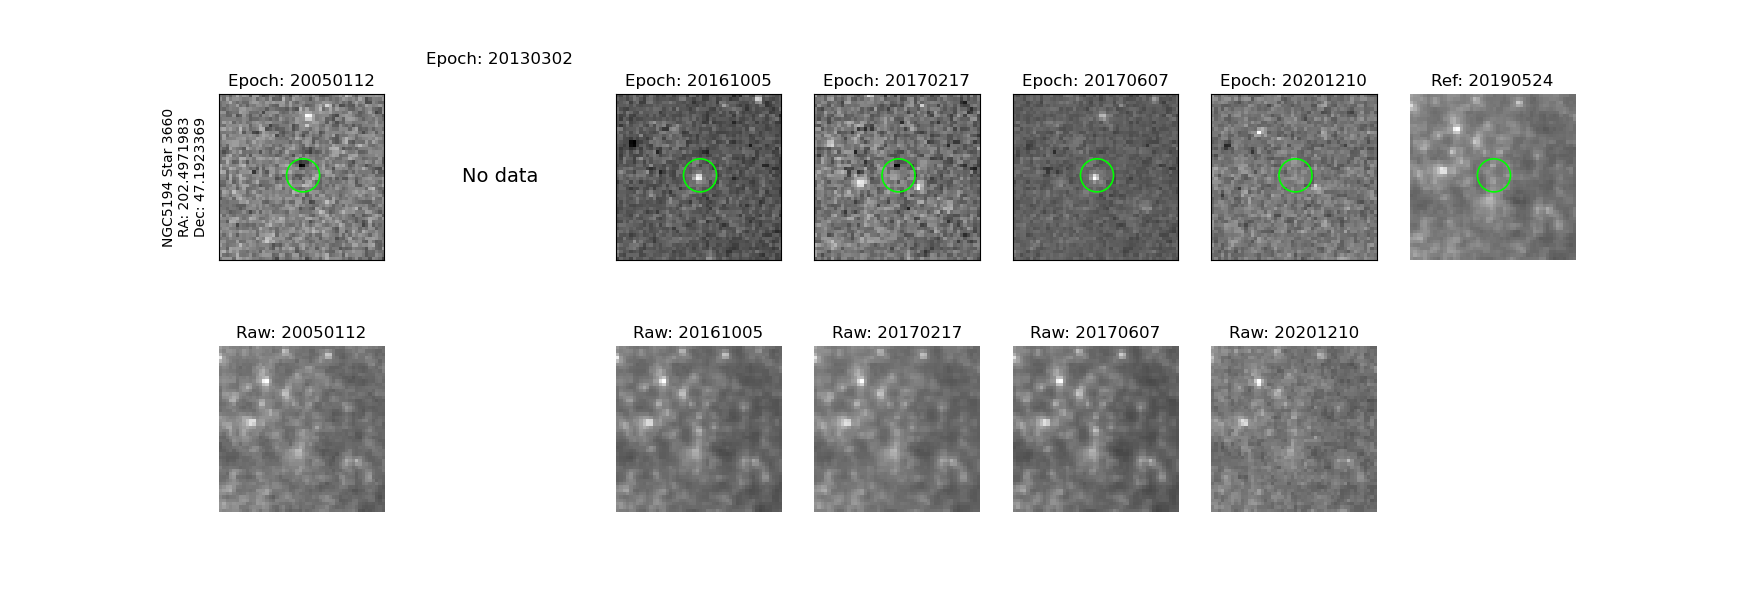 Epoch: 20130302
Epoch: 20050112
Epoch: 20161005
Epoch: 20170217
Epoch: 20170607
Epoch: 20201210
Ref: 20190524
NGC5194 Star 3660
RA: 202.4971983
Dec: 47.1923369
No data
Raw: 20050112
Raw: 20161005
Raw: 20170217
Raw: 20170607
Raw: 20201210